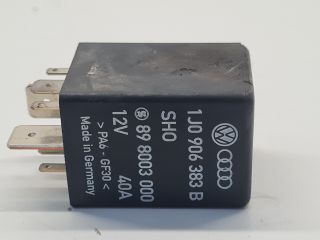 1J0 906 383 B
SHO
89 8003 000
12V 40A
> PA6 - GF30 <
Made in Germany